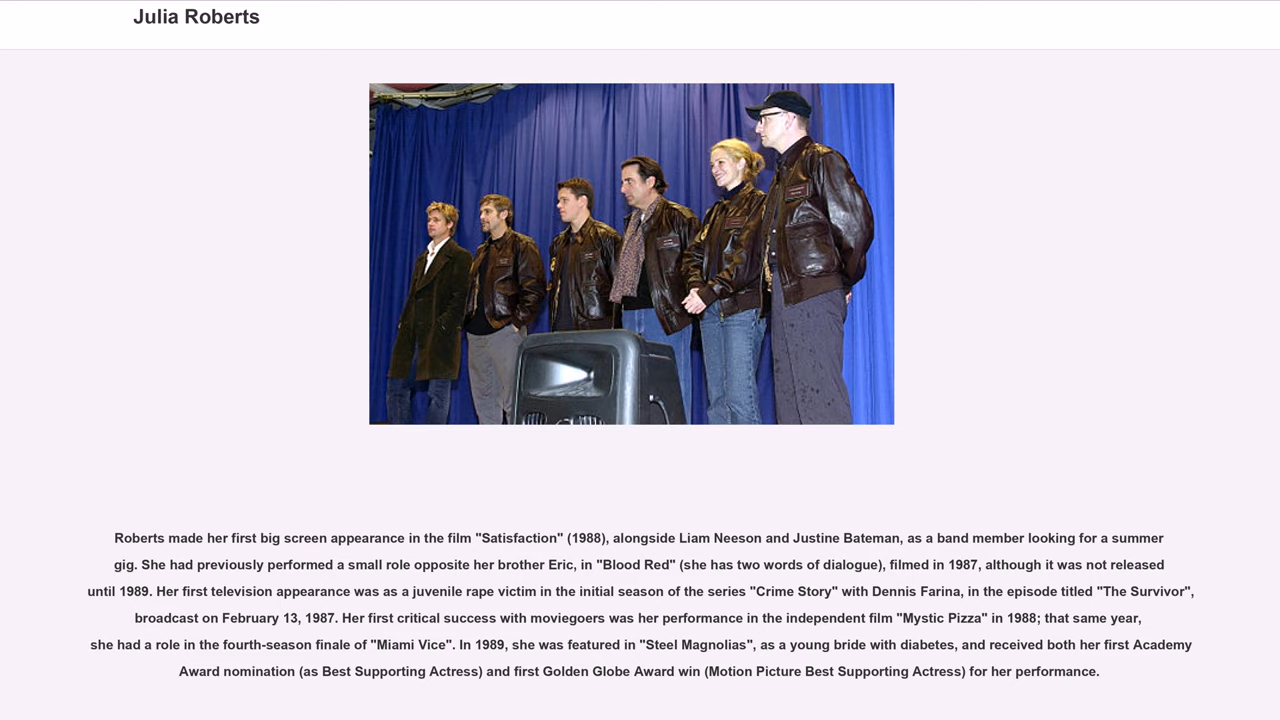 Julia Roberts
Roberts made her first big screen appearance in the film "Satisfaction" (1988), alongside Liam Neeson and Justine Bateman, as a band member looking for a summer
gig. She had previously performed a small role opposite her brother Eric, in "Blood Red" (she has two words of dialogue), filmed in 1987, although it was not released
until 1989. Her first television appearance was as a juvenile rape victim in the initial season of the series "Crime Story" with Dennis Farina, in the episode titled "The Survivor",
broadcast on February 13, 1987. Her first critical success with moviegoers was her performance in the independent film "Mystic Pizza" in 1988; that same year,
she had a role in the fourth-season finale of "Miami Vice". In 1989, she was featured in "Steel Magnolias", as a young bride with diabetes, and received both her first Academy
Award nomination (as Best Supporting Actress) and first Golden Globe Award win (Motion Picture Best Supporting Actress) for her performance.